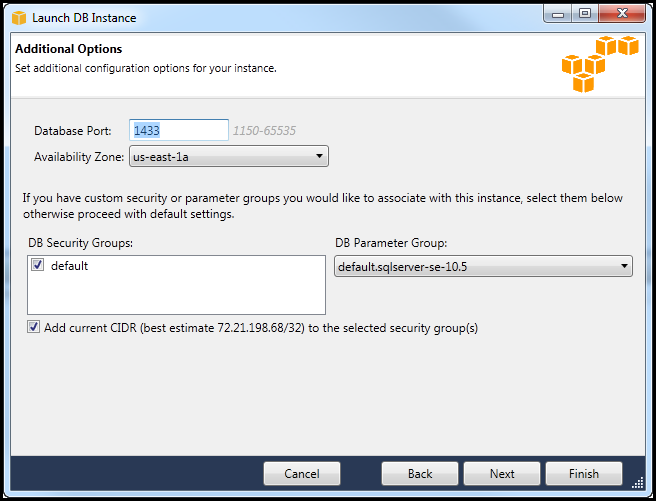 Launch DB Instance
Additional Options
Set additional configuration options for your instance.
Database Port: 1433 1150-65535
Availability Zone: us-east-1a
If you have custom security or parameter groups you would like to associate with this instance, select them below
otherwise proceed with default settings.
DB Security Groups: DB Parameter Group:
default default.sqlserver-se-10.5
Add current CIDR (best estimate 72.21.198.68/32) to the selected security group(s)
Cancel Back Next Finish